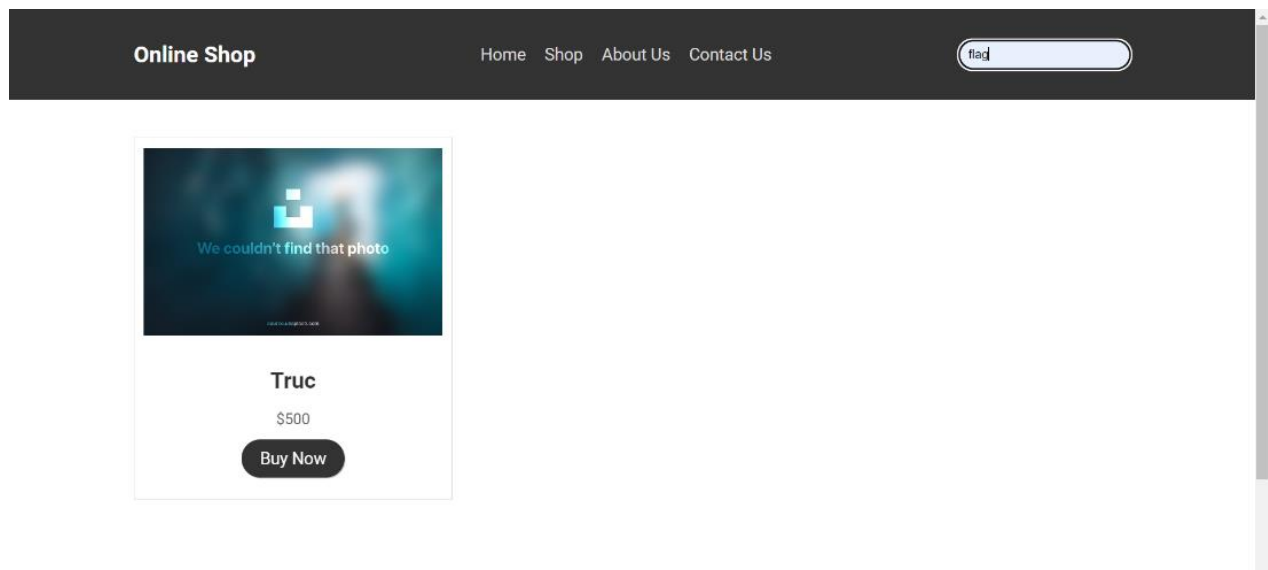 Online Shop
Home Shop About Us Contact Us
flag
We couldn't find that photo
Truc
$500
Buy Now